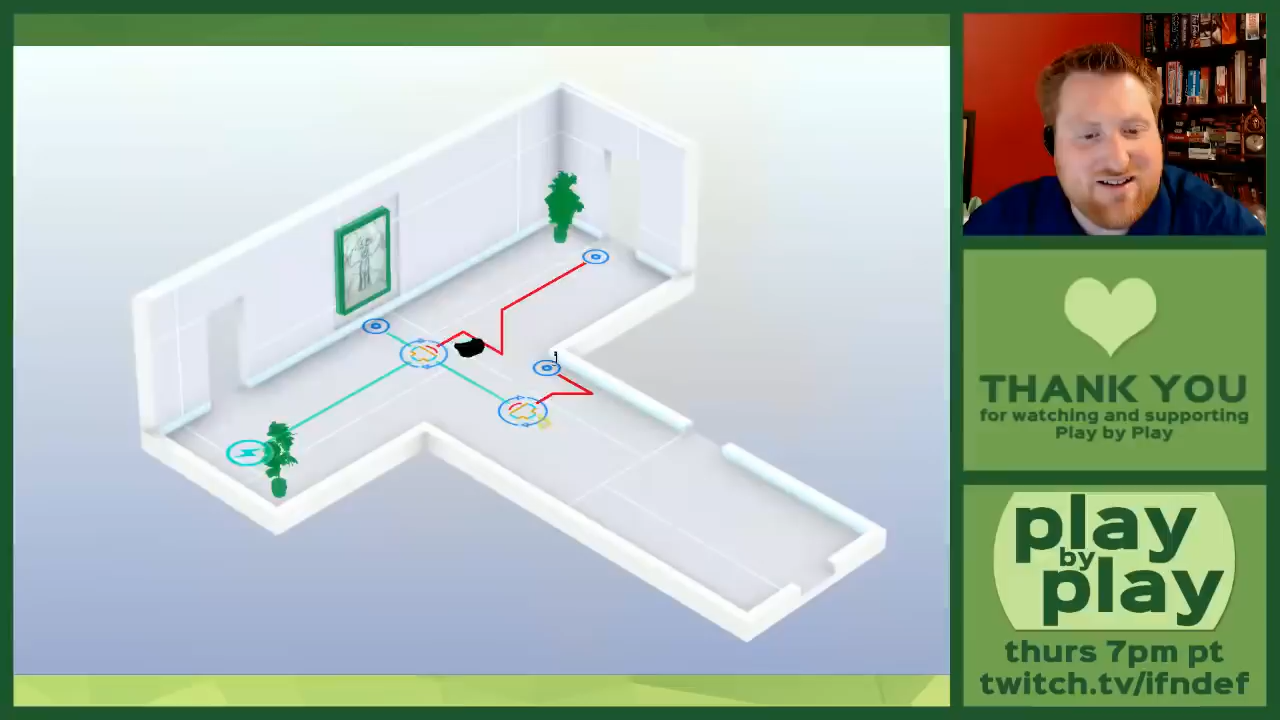 THANK YOU
for watching and supporting
Play by Play
play
by
play
thurs 7pm pt
twitch.tv/ifndef